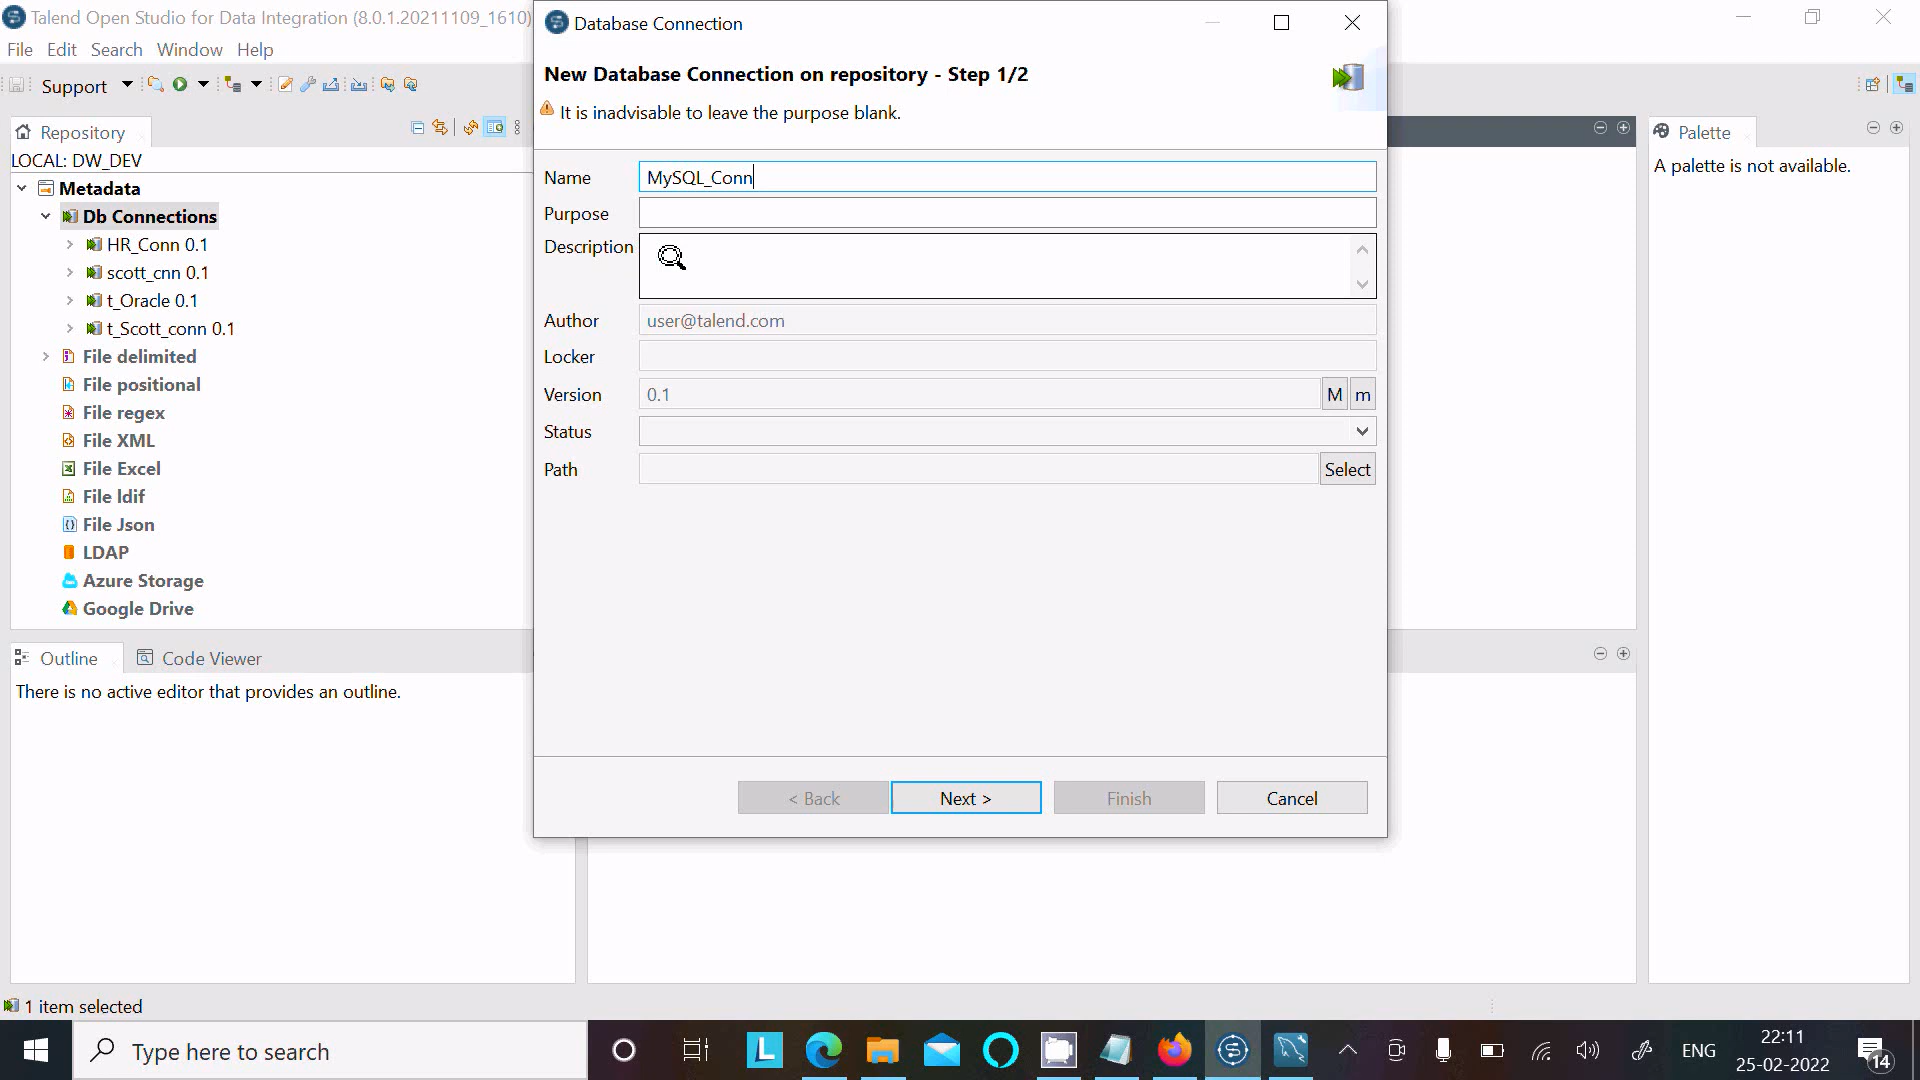 Talend Open Studio for Data Integration (8.0.1.20211109_1610)
File Edit Search Window Help
Support
Repository
LOCAL: DW_DEV
Metadata
Db Connections
HR_Conn 0.1
scott_cnn 0.1
t_Oracle 0.1
t_Scott_conn 0.1
File delimited
File positional
File regex
File XML
File Excel
File ldif
File Json
LDAP
Azure Storage
Google Drive
Outline
Code Viewer
There is no active editor that provides an outline.
Database Connection
New Database Connection on repository - Step 1/2
It is inadvisable to leave the purpose blank.
Name MySQL_Conn
Purpose
Description
Author user@talend.com
Locker
Version 0.1 M m
Status
Path Select
< Back Next > Finish Cancel
Palette
A palette is not available.
1 item selected
Type here to search
L
ENG
22:11
25-02-2022
14